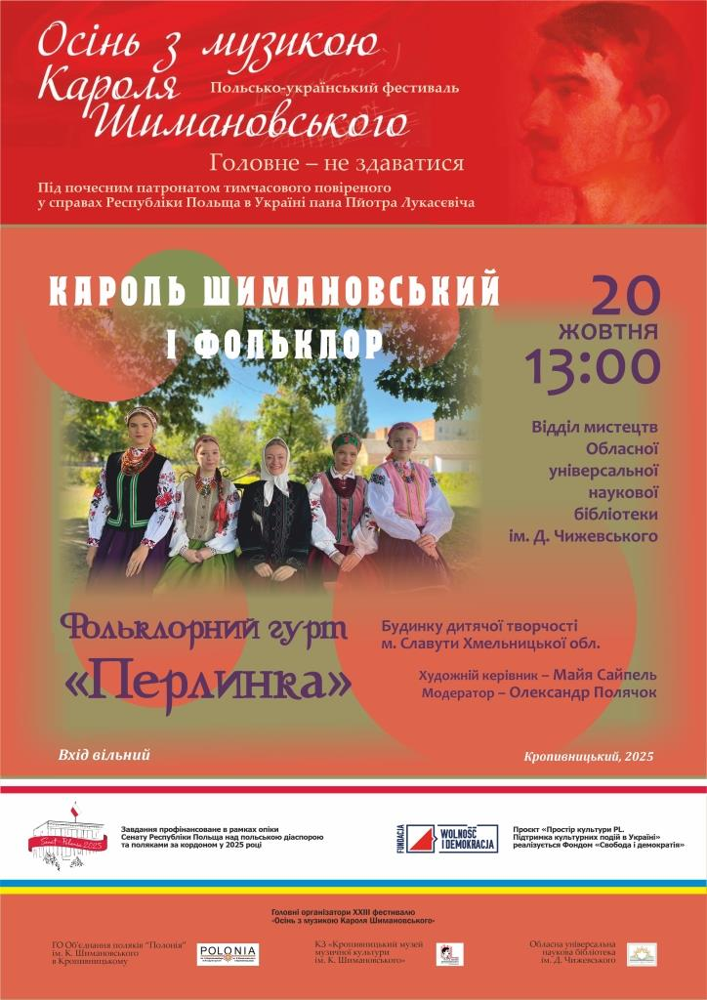 Осінь з музикою
Кароля
Польсько-український фестиваль
Шимановського
Головне – не здаватися
Під почесним патронатом тимчасового повіреного
у справах Республіки Польща в Україні пана Пйотра Лукасєвіча
КАРОЛЬ ШИМАНОВСЬКИЙ
І ФОЛЬКЛОР
20
ЖОВТНЯ
13:00
Відділ мистецтв
Обласної
універсальної
наукової
бібліотеки
ім. Д. Чижевського
Фольклорний гурт
«Перлинка»
Будинку дитячої творчості
м. Славути Хмельницької обл.
Художній керівник – Майя Сайпель
Модератор – Олександр Полячок
Вхід вільний
Кропивницький, 2025
Senat - Polonia 2025
Завдання профінансоване в рамках опіки
Сенату Республіки Польща над польською діаспорою
та поляками за кордоном у 2025 році
FUNDACJA
WOLNOŚĆ
I DEMOKRACJA
Проєкт «Простір культури PL.
Підтримка культурних подій в Україні»
реалізується Фондом «Свобода і демократія»
Головні організатори XXIII фестивалю
«Осінь з музикою Кароля Шимановського»
ГО Об'єднання поляків "Полонія"
ім. К. Шимановського
в Кропивницькому
POLONIA
КЗ «Кропивницький музей
музичної культури
ім. К. Шимановського»
Обласна універсальна
наукова бібліотека
ім. Д. Чижевського